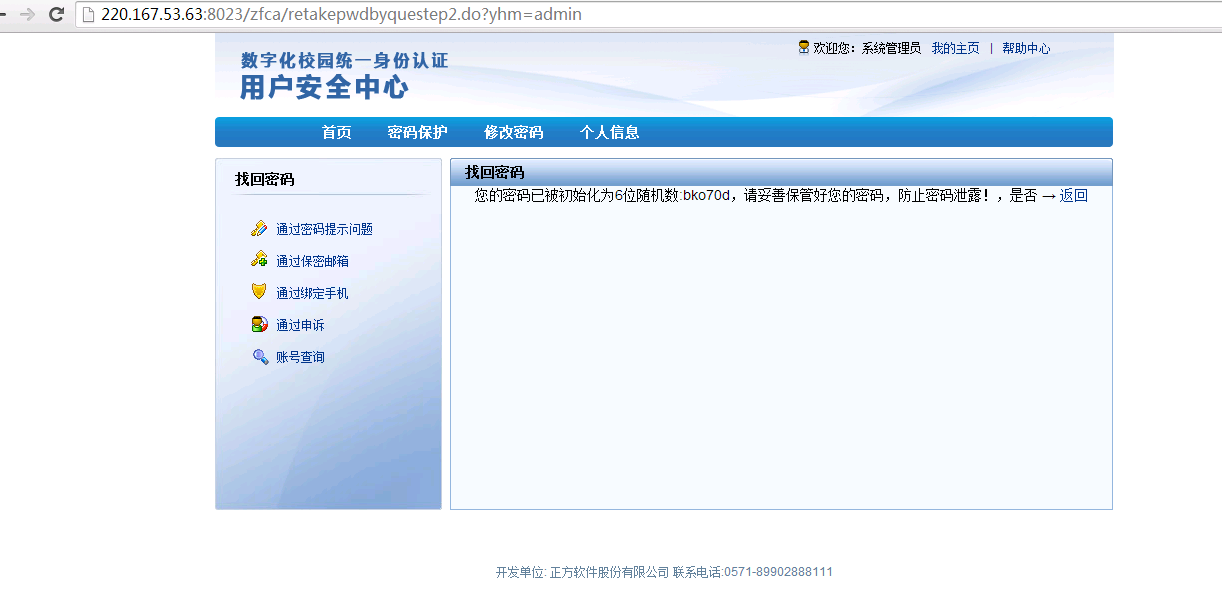 220.167.53.63:8023/zfca/retakepwdbyquestep2.do?yhm=admin
数字化校园统一身份认证
用户安全中心
欢迎您：系统管理员 我的主页 | 帮助中心
首页 密码保护 修改密码 个人信息
找回密码
通过密码提示问题
通过保密邮箱
通过绑定手机
通过申诉
账号查询
找回密码
您的密码已被初始化为6位随机数:bko70d，请妥善保管好您的密码，防止密码泄露！，是否 → 返回
开发单位: 正方软件股份有限公司 联系电话:0571-89902888111